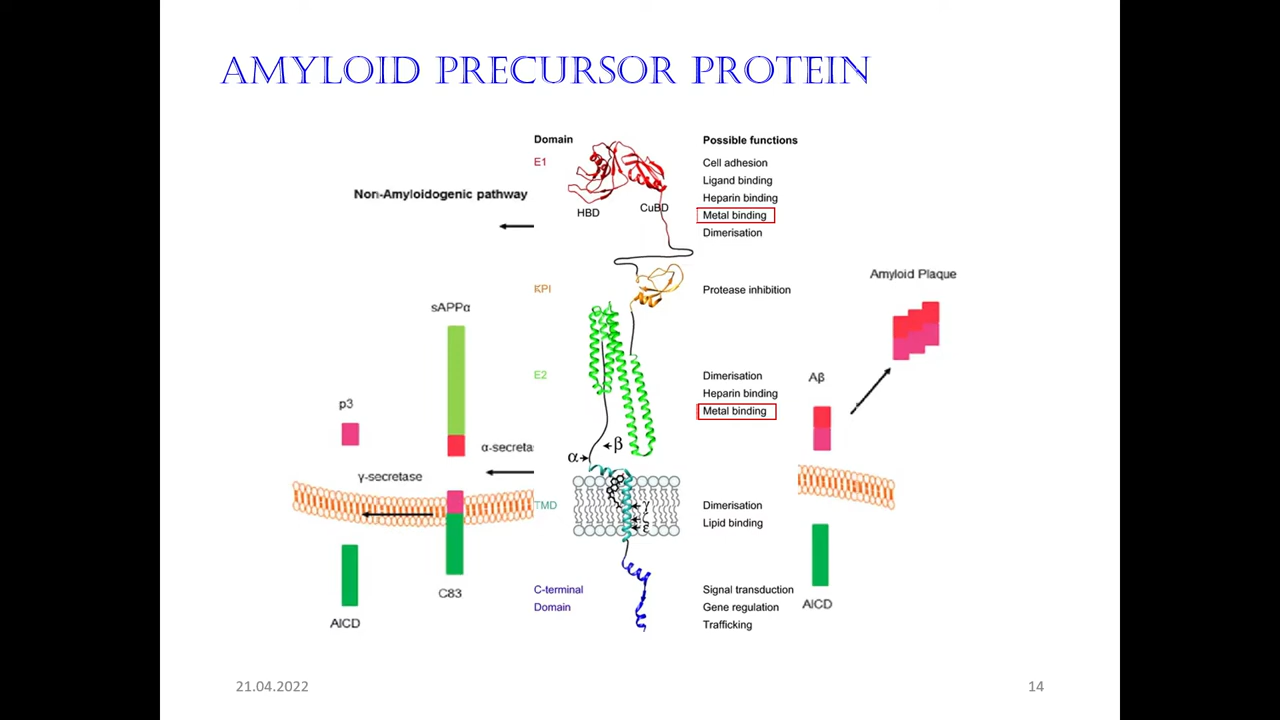 AMYLOID PRECURSOR PROTEIN
Domain
Possible functions
E1
Cell adhesion
Ligand binding
Heparin binding
Metal binding
Dimerisation
HBD
CuBD
Non-Amyloidogenic pathway
KPI
Protease inhibition
Amyloid Plaque
sAPPα
E2
Dimerisation
Heparin binding
Metal binding
Aβ
p3
α-secreta
β
α
γ-secretase
TMD
γ
ζ
ε
Dimerisation
Lipid binding
C83
C-terminal
Domain
Signal transduction
Gene regulation
Trafficking
AICD
AICD
21.04.2022
14